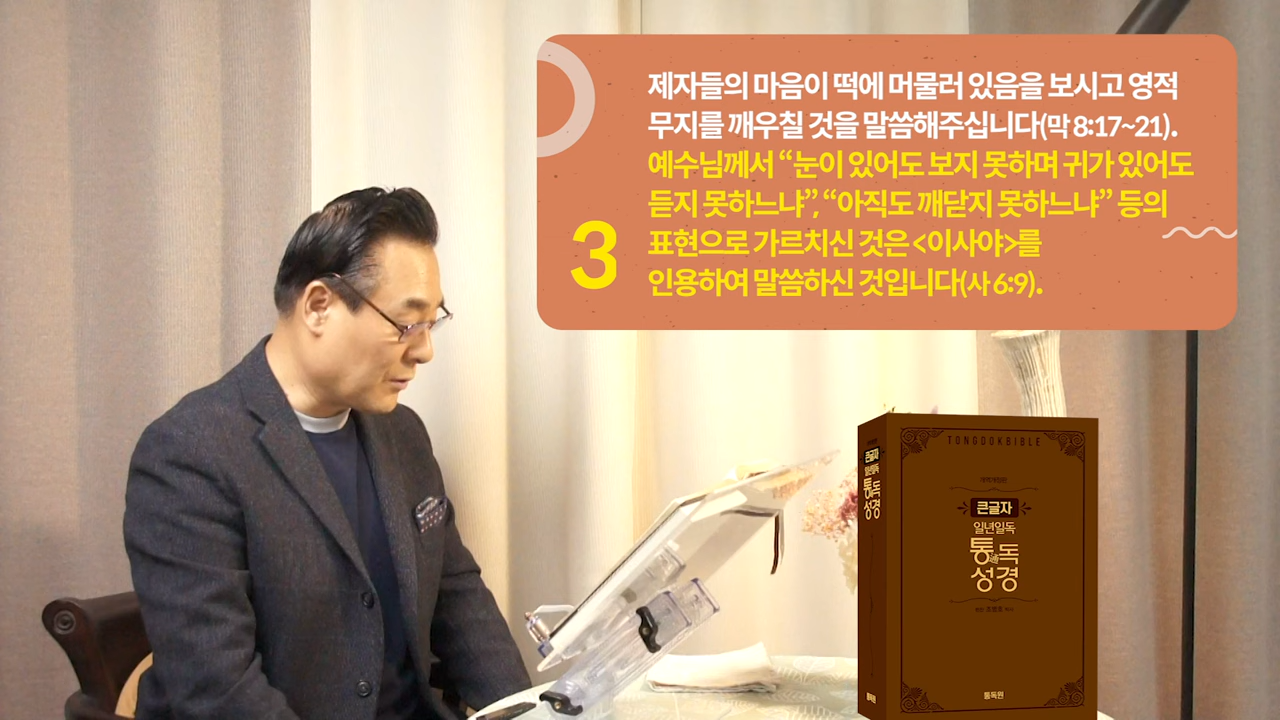 제자들의 마음이 떡에 머물러 있음을 보시고 영적
무지를 깨우칠 것을 말씀해주십니다(막 8:17~21).
예수님께서 “눈이 있어도 보지 못하며 귀가 있어도
듣지 못하느냐”, “아직도 깨닫지 못하느냐” 등의
표현으로 가르치신 것은 <이사야>를
인용하여 말씀하신 것입니다(사 6:9).
3
TONGDOKBIBLE
큰글자
일년일독
통독
성경
통독원
큰글자
일년일독
통독
성경
통독원